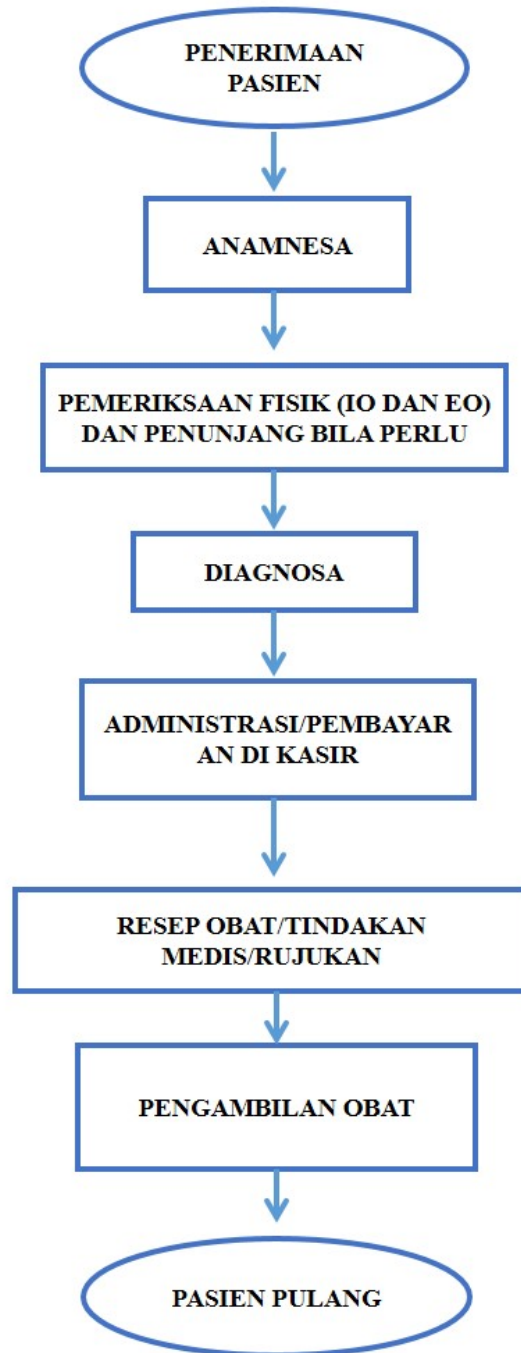 PENERIMAAN
PASIEN
ANAMNESA
PEMERIKSAAN FISIK (IO DAN EO)
DAN PENUNJANG BILA PERLU
DIAGNOSA
ADMINISTRASI/PEMBAYAR
AN DI KASIR
RESEP OBAT/TINDAKAN
MEDIS/RUJUKAN
PENGAMBILAN OBAT
PASIEN PULANG